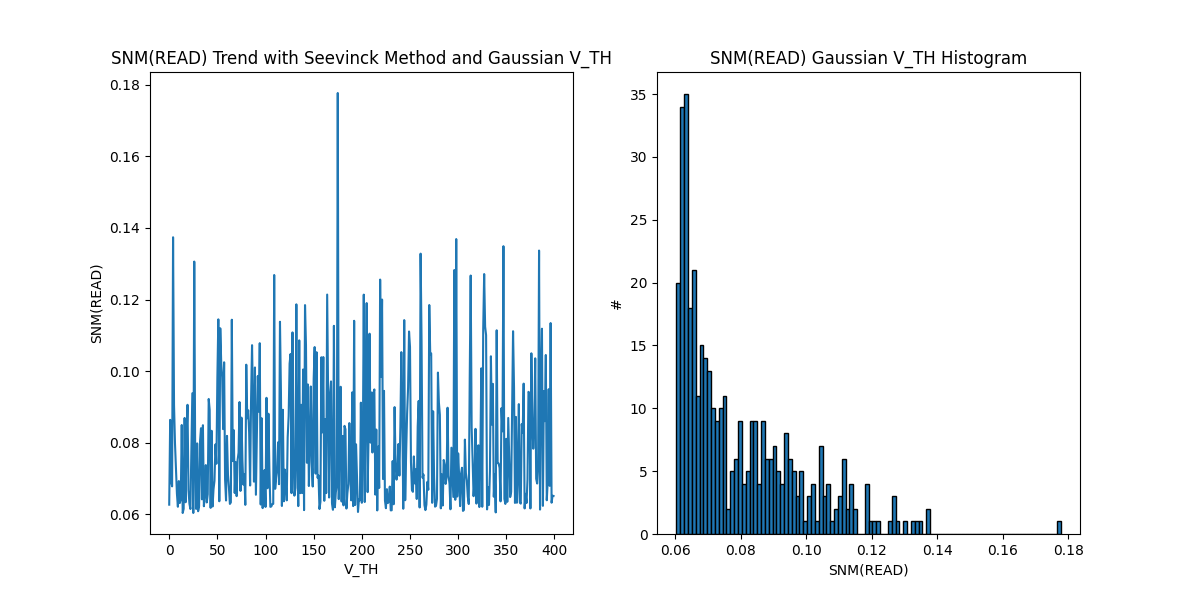 SNM(READ) Trend with Seevinck Method and Gaussian V_TH
0.18
0.16
0.14
0.12
0.10
0.08
0.06
SNM(READ)
0 50 100 150 200 250 300 350 400
V_TH
SNM(READ) Gaussian V_TH Histogram
35
30
25
20
15
10
5
0
#
0.06 0.08 0.10 0.12 0.14 0.16 0.18
SNM(READ)